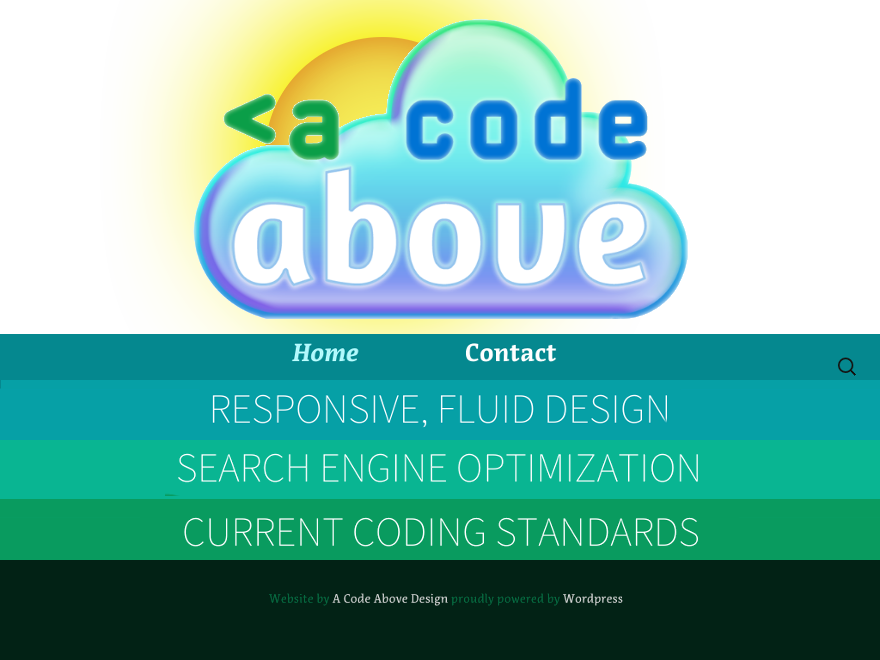 <a code
above
Home Contact
RESPONSIVE, FLUID DESIGN
SEARCH ENGINE OPTIMIZATION
CURRENT CODING STANDARDS
Website by A Code Above Design proudly powered by Wordpress